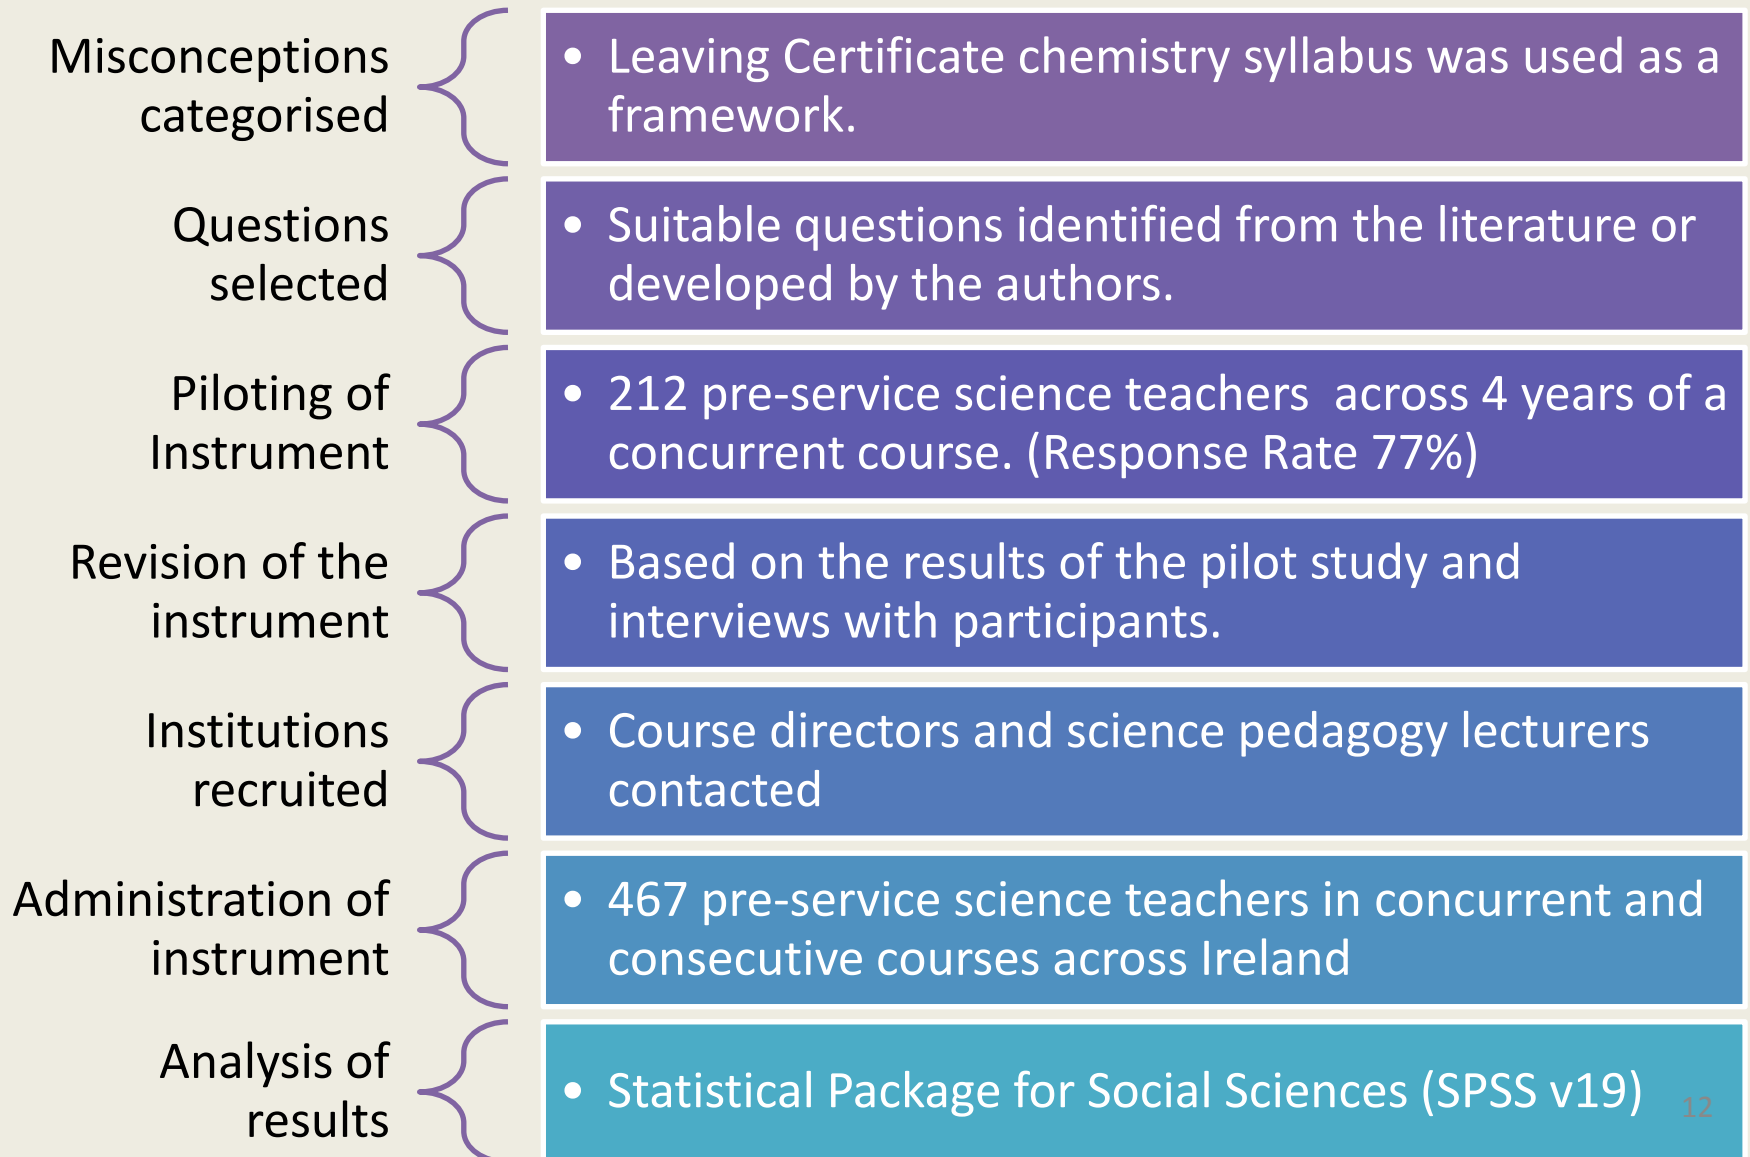 Misconceptions
categorised
• Leaving Certificate chemistry syllabus was used as a
framework.
Questions
selected
• Suitable questions identified from the literature or
developed by the authors.
Piloting of
Instrument
• 212 pre-service science teachers  across 4 years of a
concurrent course. (Response Rate 77%)
Revision of the
instrument
• Based on the results of the pilot study and
interviews with participants.
Institutions
recruited
• Course directors and science pedagogy lecturers
contacted
Administration of
instrument
• 467 pre-service science teachers in concurrent and
consecutive courses across Ireland
Analysis of
results
• Statistical Package for Social Sciences (SPSS v19)
12